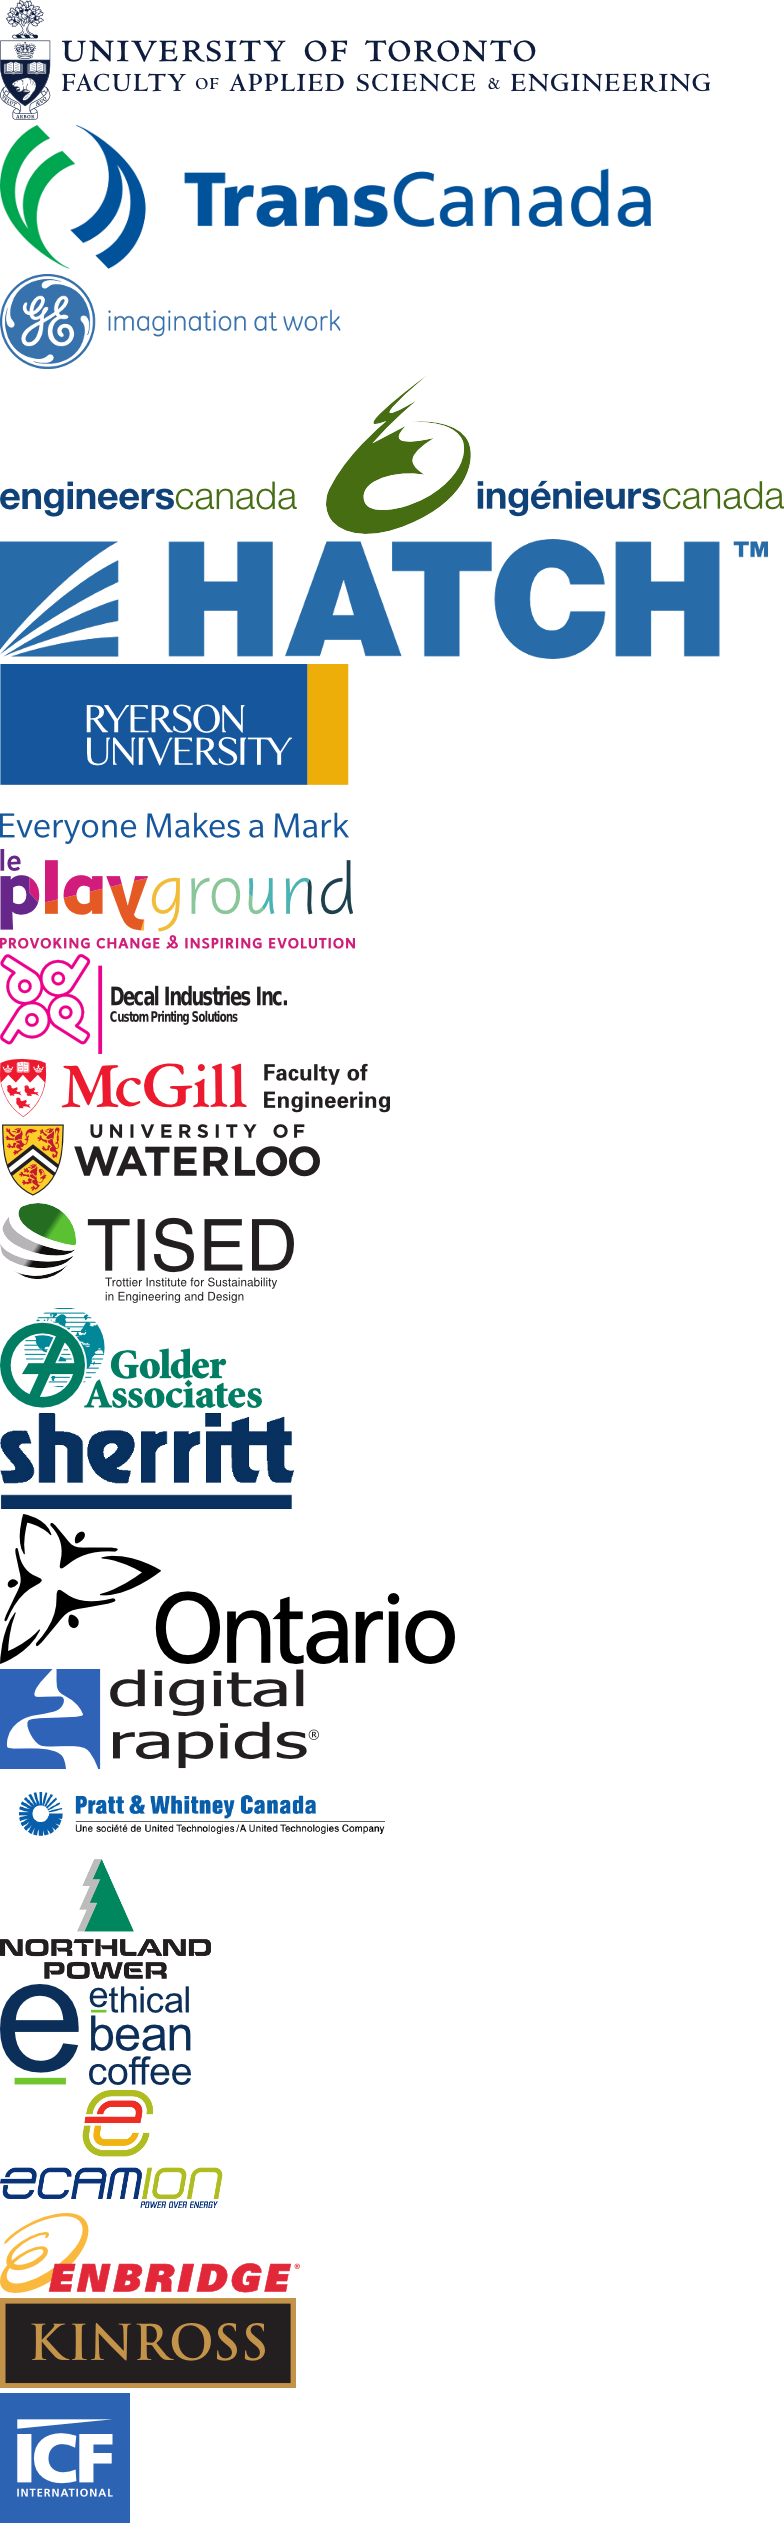 UNIVERSITY OF TORONTO
FACULTY OF APPLIED SCIENCE & ENGINEERING
ARBOR
TransCanada
GE imagination at work
engineerscanada ingénieurscanada
HATCH™
RYERSON
UNIVERSITY
Everyone Makes a Mark
le
playground
PROVOKING CHANGE & INSPIRING EVOLUTION
Decal Industries Inc.
Custom Printing Solutions
McGill
Faculty of
Engineering
UNIVERSITY OF
WATERLOO
TISED
Trottier Institute for Sustainability
in Engineering and Design
Golder
Associates
sherritt
Ontario
digital
rapids®
Pratt & Whitney Canada
Une société de United Technologies/A United Technologies Company
NORTHLAND
POWER
e
ethical
bean
coffee
ecamion
POWER OVER ENERGY
ENBRIDGE®
KINROSS
ICF
INTERNATIONAL